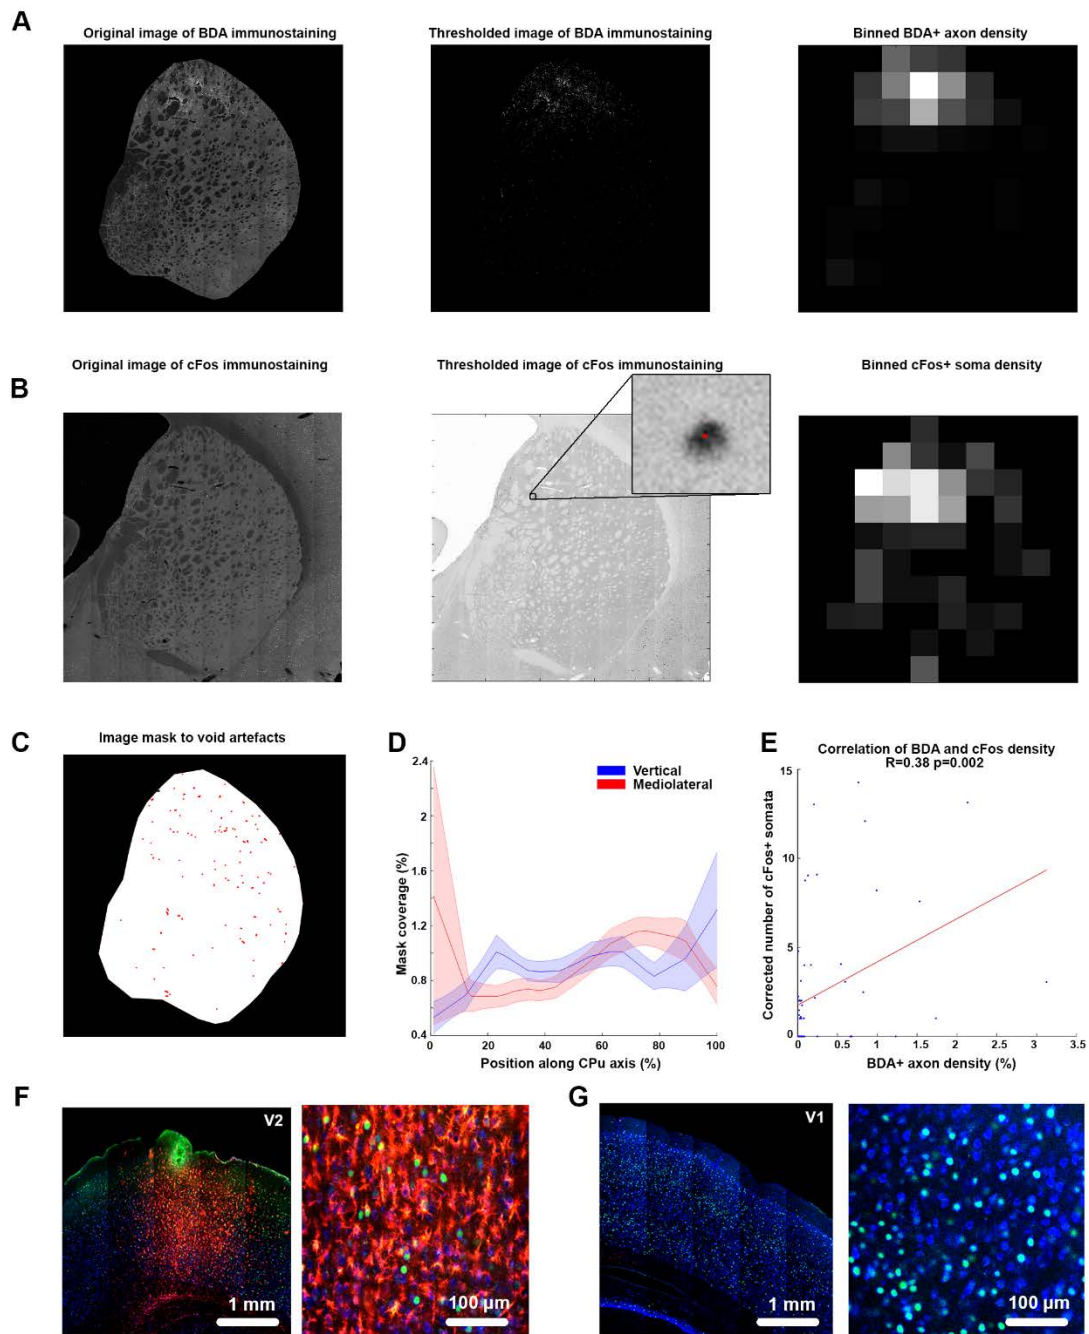 A
Original image of BDA immunostaining
Thresholded image of BDA immunostaining
Binned BDA+ axon density
B
Original image of cFos immunostaining
Thresholded image of cFos immunostaining
Binned cFos+ soma density
C
Image mask to void artefacts
D
2.4
2
1.6
1.2
0.8
0.4
Mask coverage (%)
Vertical
Mediolateral
0
20
40
60
80
100
Position along CPu axis (%)
E
Correlation of BDA and cFos density
R=0.38 p=0.002
15
10
5
0
Corrected number of cFos+ somata
0
0.5
1
1.5
2
2.5
3
3.5
BDA+ axon density (%)
F
V2
1 mm
100 µm
G
V1
1 mm
100 µm